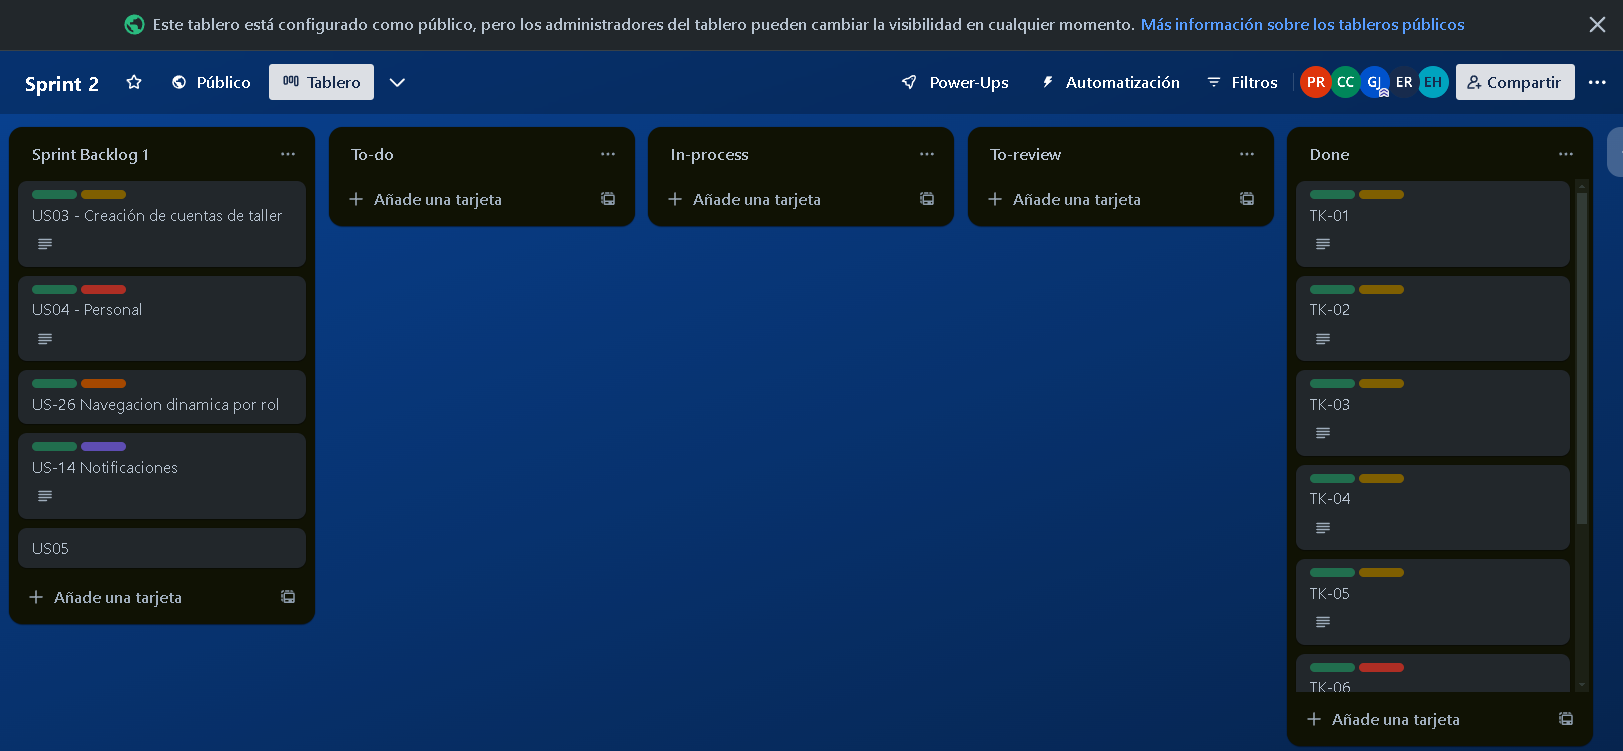 Este tablero está configurado como público, pero los administradores del tablero pueden cambiar la visibilidad en cualquier momento. Más información sobre los tableros públicos
Sprint 2 Público Tablero Power-Ups Automatización Filtros PR CC GJ ER EH Compartir
Sprint Backlog 1
US03 - Creación de cuentas de taller
US04 - Personal
US-26 Navegacion dinamica por rol
US-14 Notificaciones
US05
Añade una tarjeta
To-do
Añade una tarjeta
In-process
Añade una tarjeta
To-review
Añade una tarjeta
Done
TK-01
TK-02
TK-03
TK-04
TK-05
TK-06
Añade una tarjeta